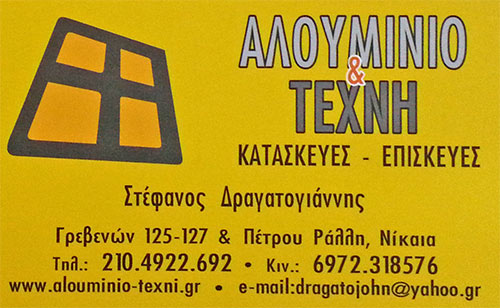 ΑΛΟΥΜΙΝΙΟ
&
ΤΕΧΝΗ
ΚΑΤΑΣΚΕΥΕΣ - ΕΠΙΣΚΕΥΕΣ
Στέφανος Δραγατογιάννης
Γρεβενών 125-127 & Πέτρου Ράλλη, Νίκαια
Τηλ.: 210.4922.692 • Κιν.: 6972.318576
www.alouminio-texni.gr • e-mail:dragatojohn@yahoo.gr